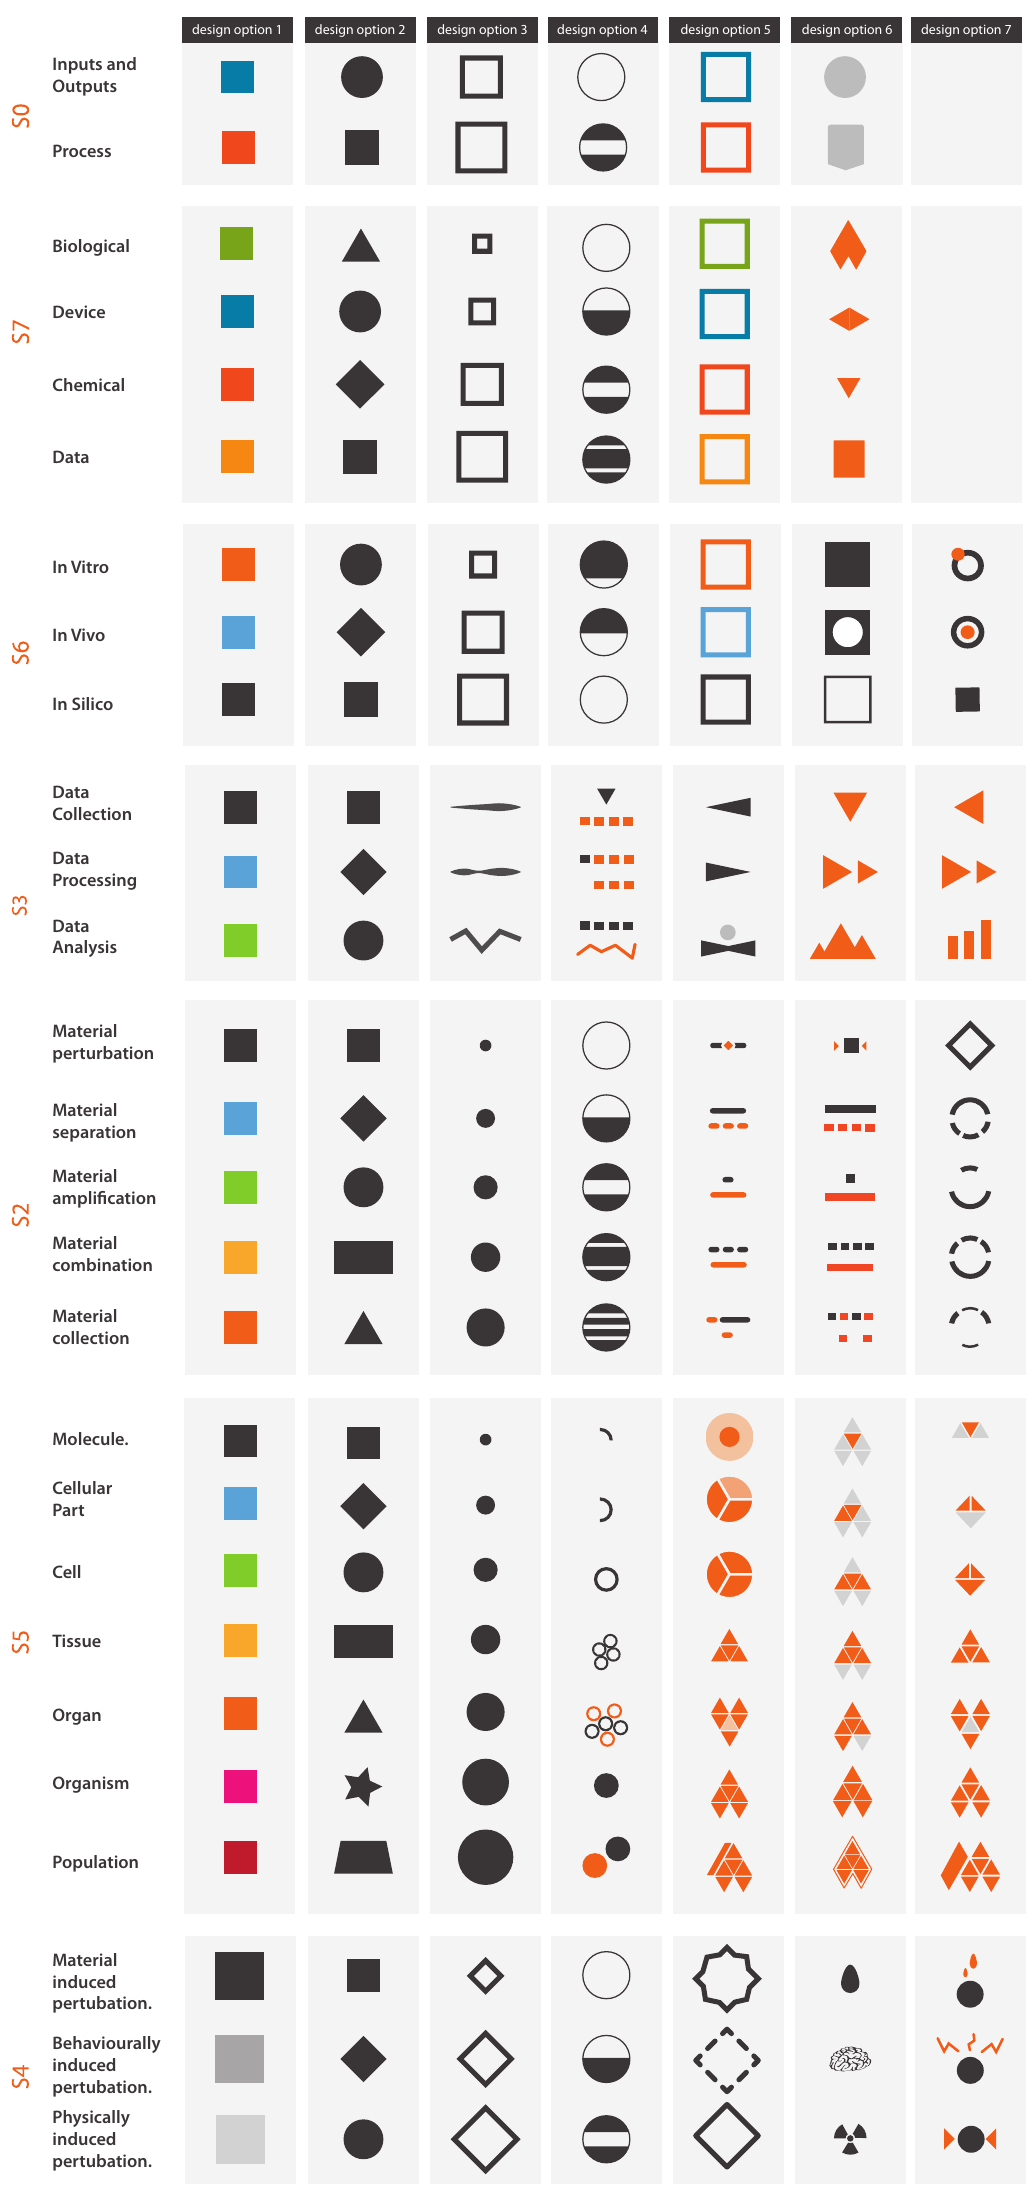 design option 1
design option 2
design option 3
design option 4
design option 5
design option 6
design option 7
S0
Inputs and
Outputs
Process
S7
Biological
Device
Chemical
Data
S6
In Vitro
In Vivo
In Silico
S3
Data
Collection
Data
Processing
Data
Analysis
S2
Material
perturbation
Material
separation
Material
amplification
Material
combination
Material
collection
S5
Molecule.
Cellular
Part
Cell
Tissue
Organ
Organism
Population
S4
Material
induced
pertubation.
Behaviourally
induced
pertubation.
Physically
induced
pertubation.